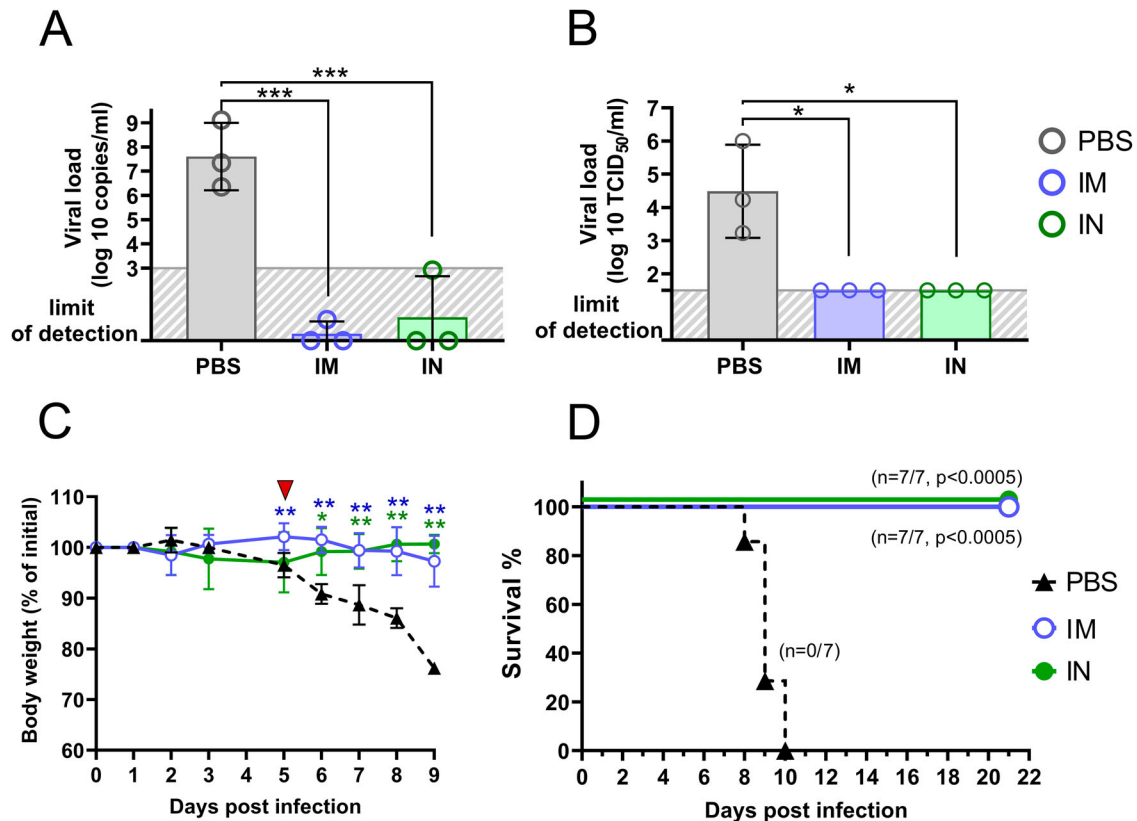 A
Viral load
(log 10 copies/ml)
9
8
7
6
5
4
3
limit
of detection
***
***
PBS
IM
IN
B
Viral load
(log 10 TCID50/ml)
7
6
5
4
3
2
limit
of detection
*
*
PBS
IM
IN
PBS
IM
IN
C
Body weight (% of initial)
110
100
90
80
70
60
** ** ** ** **
* ** ** **
0 1 2 3 5 6 7 8 9
Days post infection
D
Survival %
100
80
60
40
20
0
(n=7/7, p<0.0005)
(n=7/7, p<0.0005)
(n=0/7)
0 2 4 6 8 10 12 14 16 18 20 22
Days post infection
PBS
IM
IN